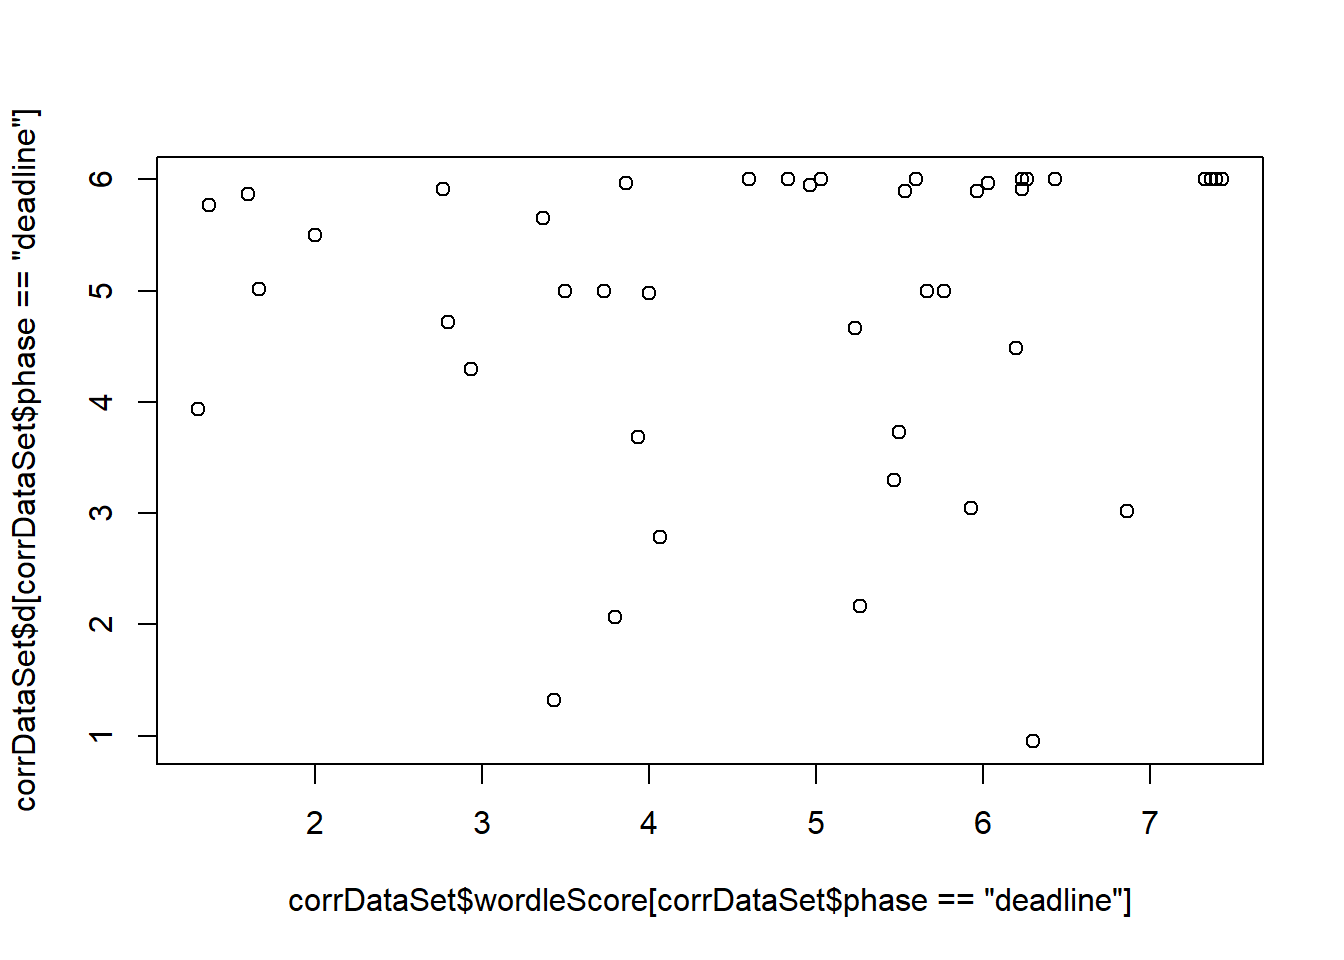 corrDataSet$d[corrDataSet$phase == "deadline"]
6
5
4
3
2
1
2 3 4 5 6 7
corrDataSet$wordleScore[corrDataSet$phase == "deadline"]